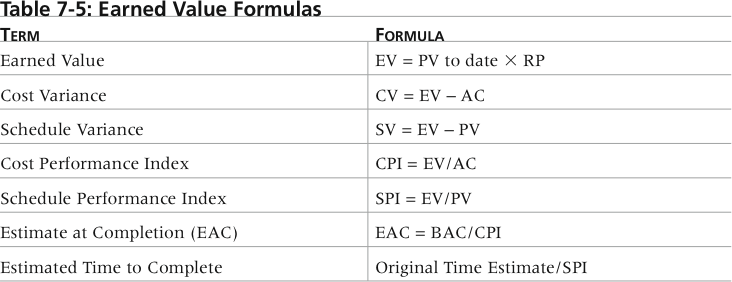 Table 7-5: Earned Value Formulas
TERM FORMULA
Earned Value EV = PV to date × RP
Cost Variance CV = EV – AC
Schedule Variance SV = EV – PV
Cost Performance Index CPI = EV/AC
Schedule Performance Index SPI = EV/PV
Estimate at Completion (EAC) EAC = BAC/CPI
Estimated Time to Complete Original Time Estimate/SPI